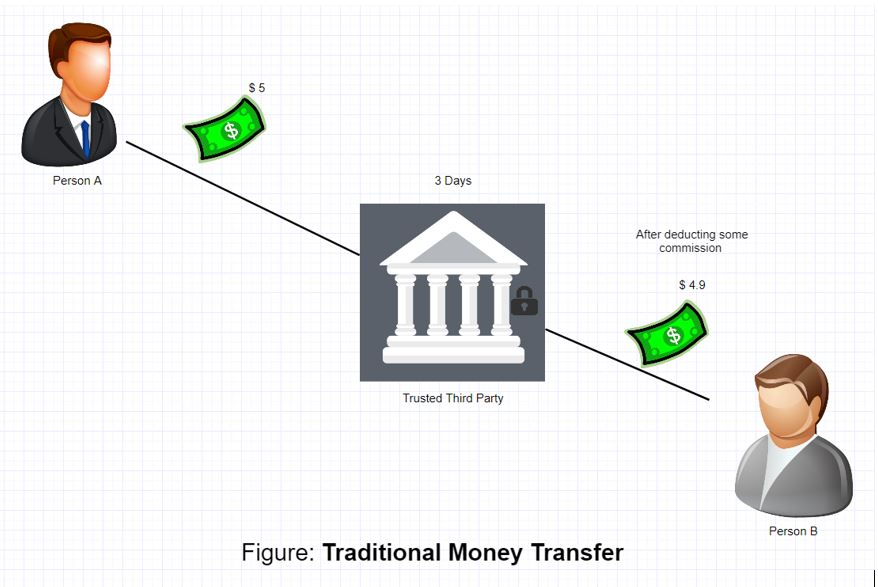 $ 5
Person A
3 Days
After deducting some
commission
$ 4.9
Trusted Third Party
Person B
Figure: Traditional Money Transfer